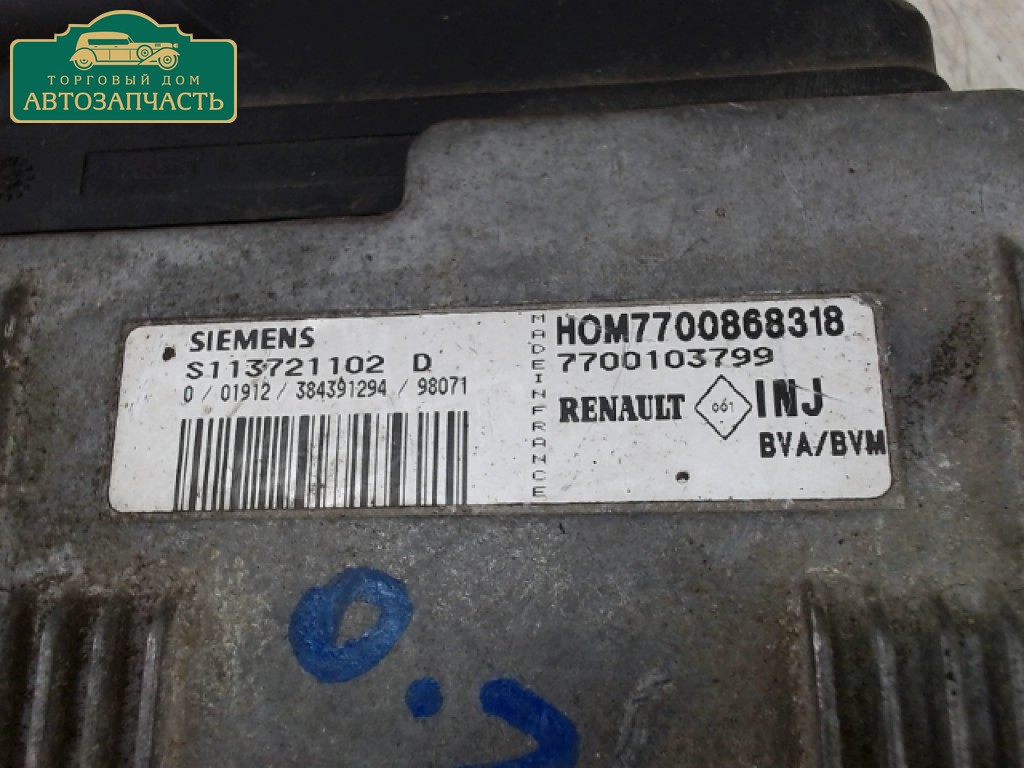 ТОРГОВЫЙ ДОМ
АВТОЗАПЧАСТЬ
SIEMENS
S113721102 D
0 / 01912 / 384391294 / 98071
MADE IN FRANCE
HOM7700868318
7700103799
RENAULT 061 INJ
BVA/BVM